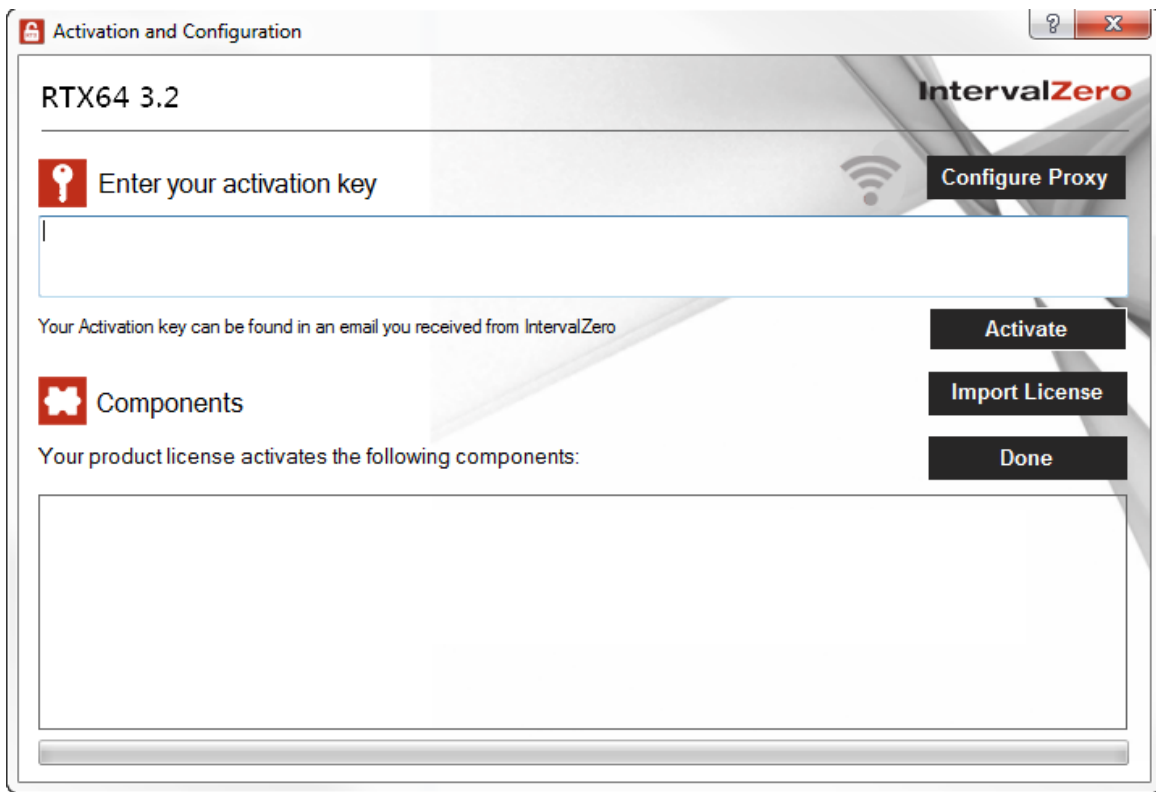 Activation and Configuration
RTX64 3.2
IntervalZero
Enter your activation key
Configure Proxy
Your Activation key can be found in an email you received from IntervalZero
Activate
Components
Import License
Your product license activates the following components:
Done